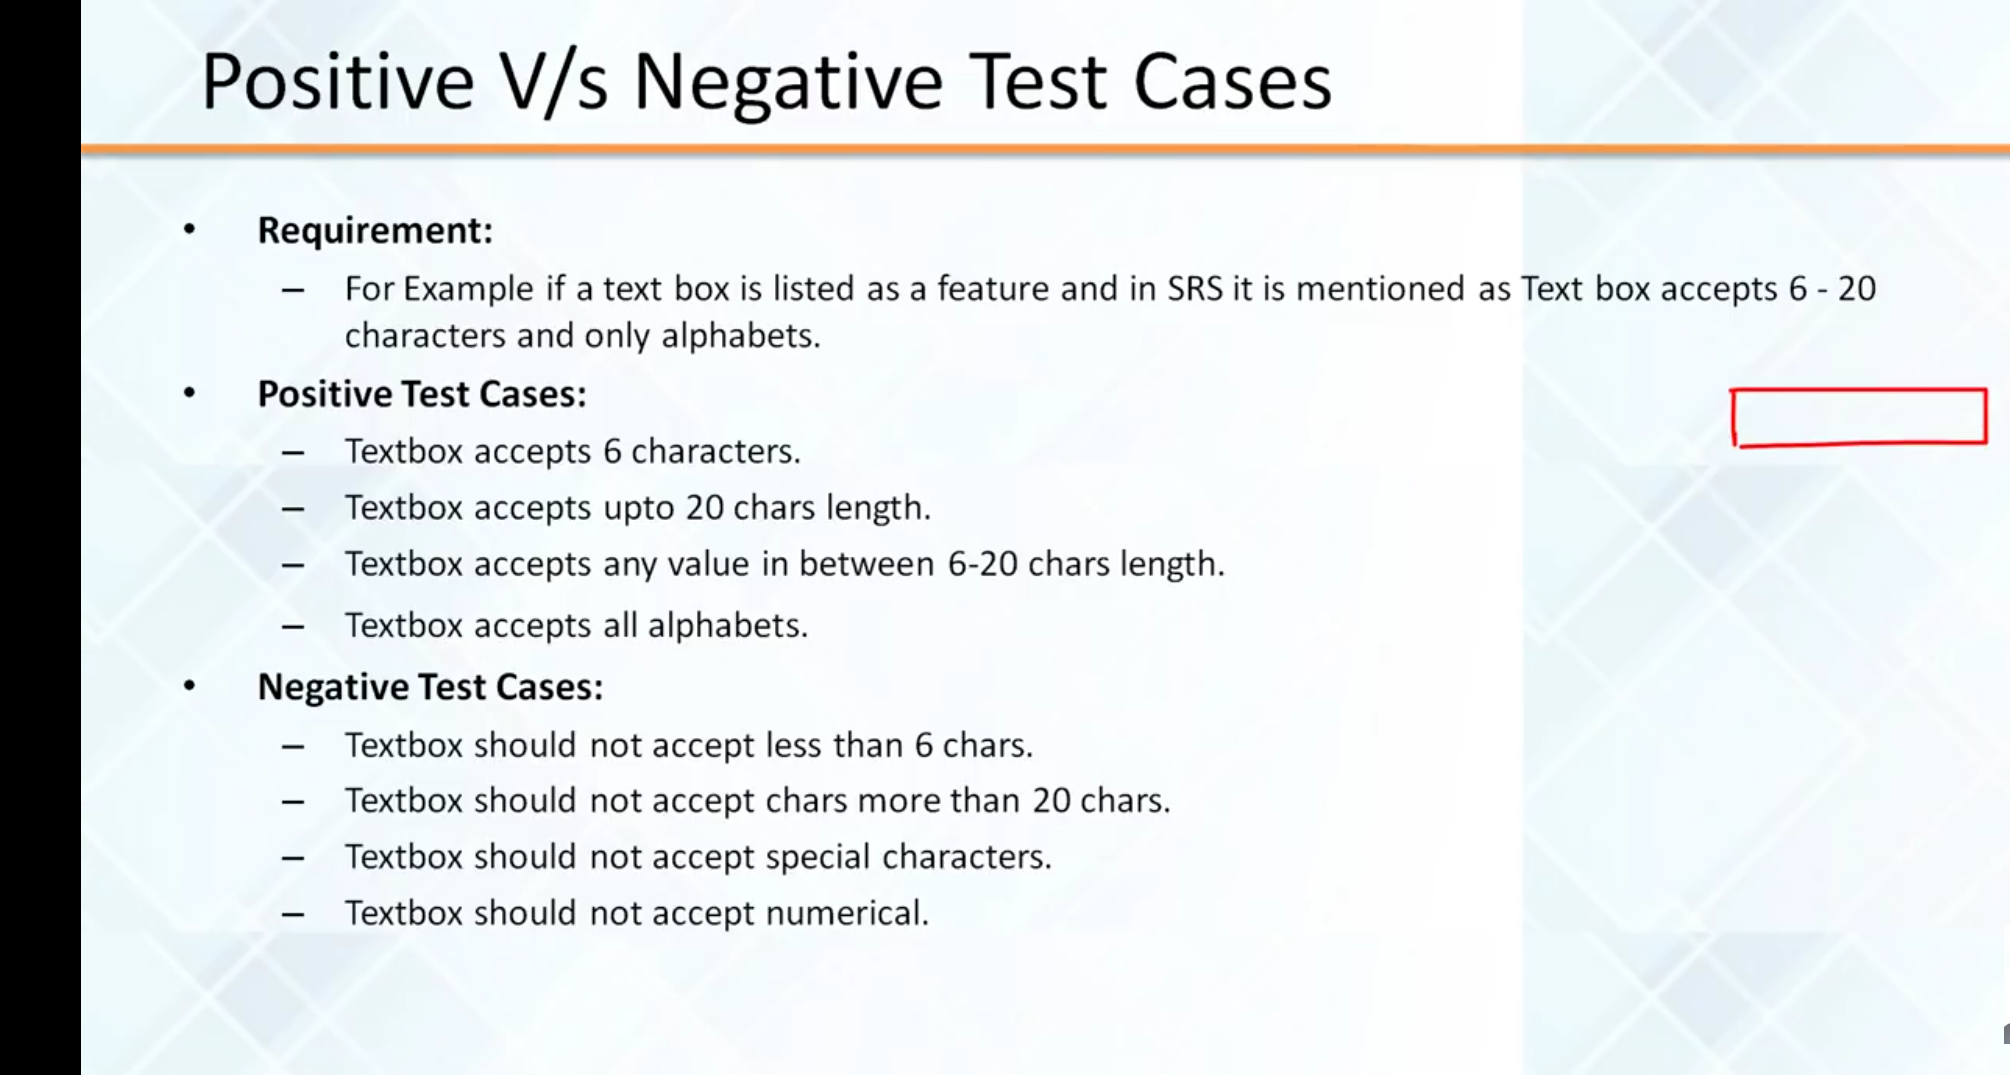 Positive V/s Negative Test Cases
• Requirement:
– For Example if a text box is listed as a feature and in SRS it is mentioned as Text box accepts 6 - 20
characters and only alphabets.
• Positive Test Cases:
– Textbox accepts 6 characters.
– Textbox accepts upto 20 chars length.
– Textbox accepts any value in between 6-20 chars length.
– Textbox accepts all alphabets.
• Negative Test Cases:
– Textbox should not accept less than 6 chars.
– Textbox should not accept chars more than 20 chars.
– Textbox should not accept special characters.
– Textbox should not accept numerical.